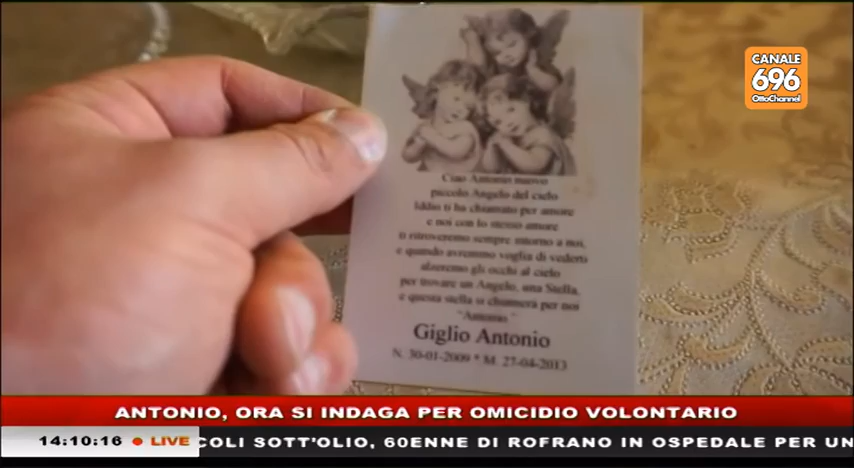 CANALE
696
OttoChannel
Ciao Antonio nuovo
piccolo Angelo del cielo
Iddio ti ha chiamato per amore
e noi con lo stesso amore
ti ritroveremo sempre intorno a noi,
e quando avremmo voglia di vederti
alzeremo gli occhi al cielo
per trovare un Angelo, una Stella,
e questa stella si chiamerà per noi
"Antonio"
Giglio Antonio
N. 30-01-2009 * M. 27-04-2013
ANTONIO, ORA SI INDAGA PER OMICIDIO VOLONTARIO
14:10:16 LIVE COLI SOTT'OLIO, 60ENNE DI ROFRANO IN OSPEDALE PER UN